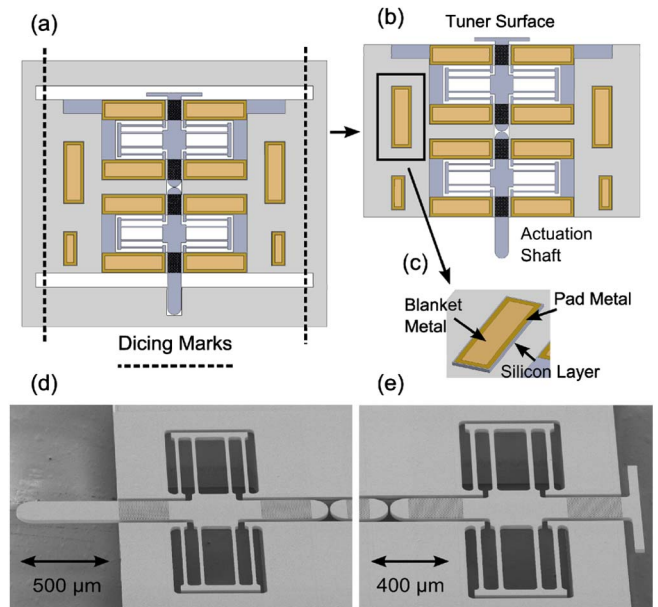 (a)
(b)
Tuner Surface
Actuation
Shaft
(c)
Blanket
Metal
Pad Metal
Silicon Layer
Dicing Marks
(d)
(e)
500 µm
400 µm